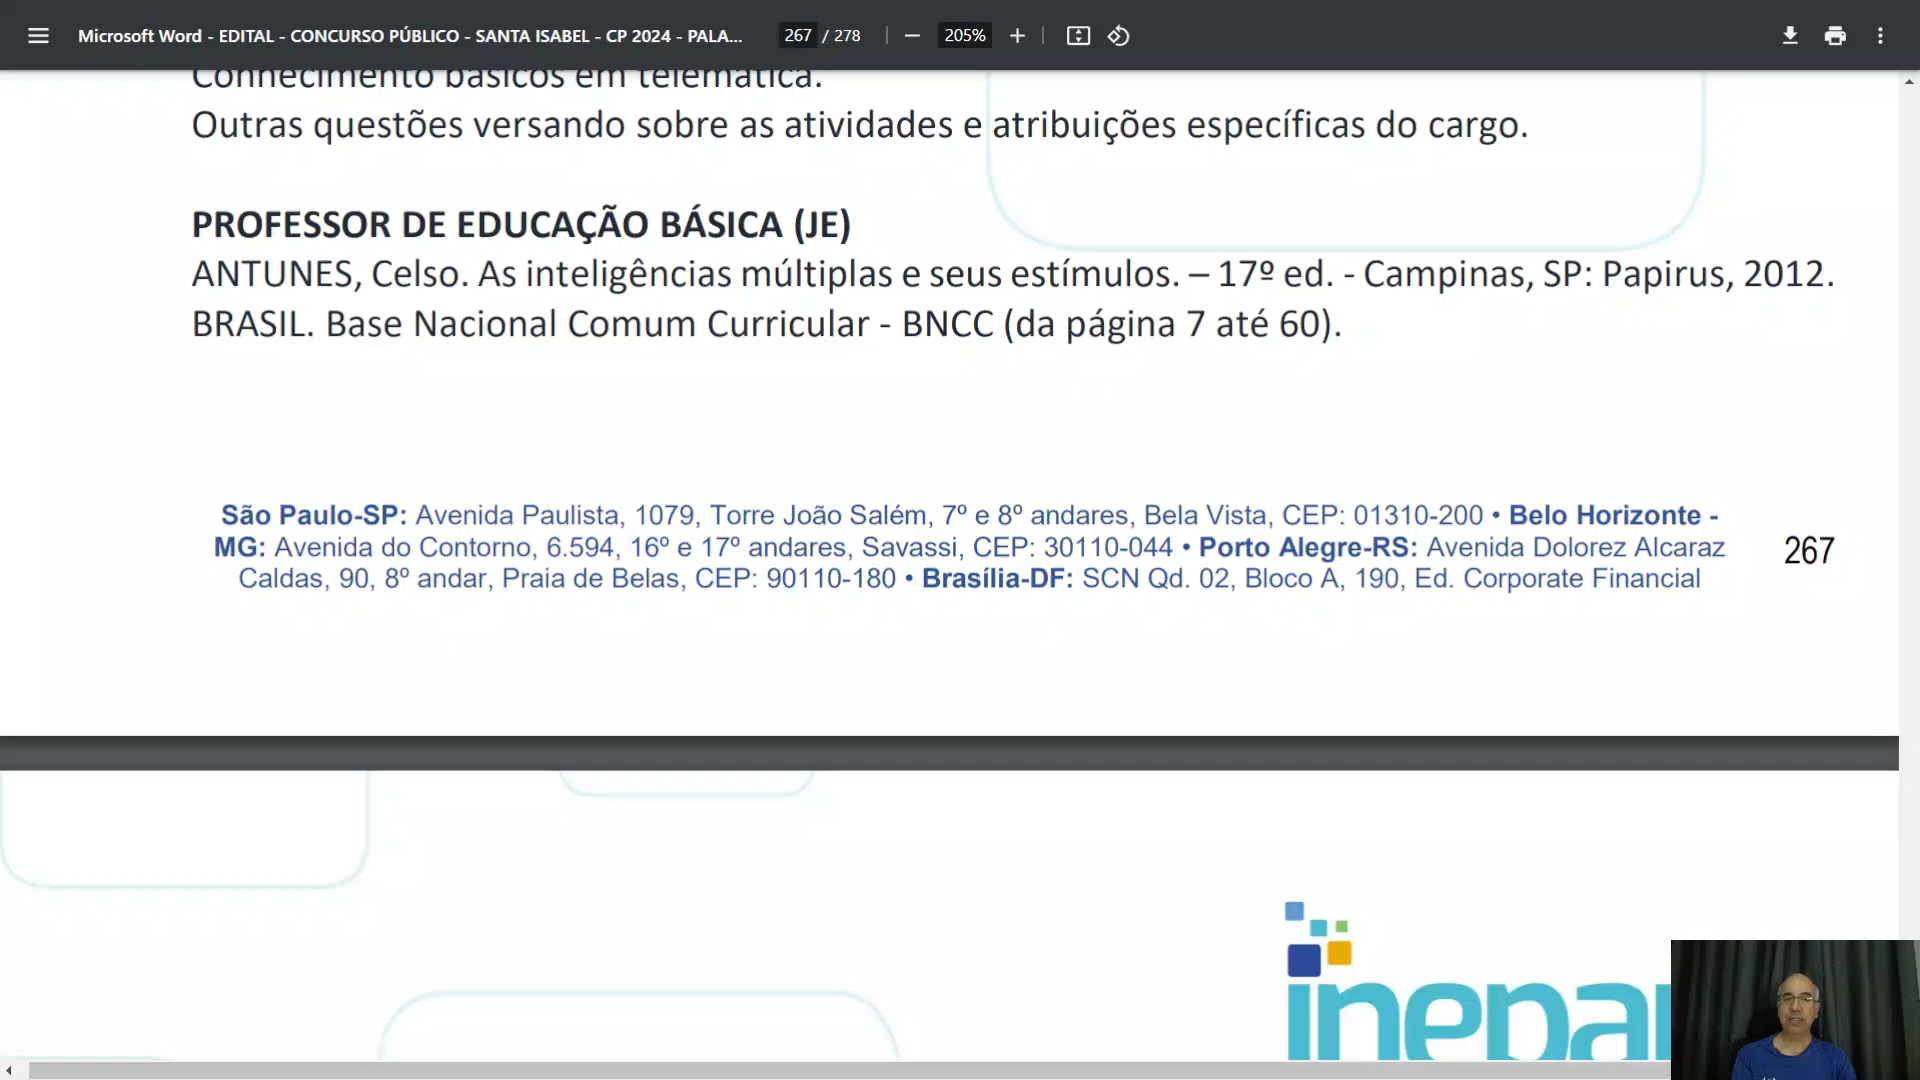 Microsoft Word - EDITAL - CONCURSO PÚBLICO - SANTA ISABEL - CP 2024 - PALA...
267 / 278
205%
Conhecimento básicos em telemática.
Outras questões versando sobre as atividades e atribuições específicas do cargo.
PROFESSOR DE EDUCAÇÃO BÁSICA (JE)
ANTUNES, Celso. As inteligências múltiplas e seus estímulos. – 17º ed. - Campinas, SP: Papirus, 2012.
BRASIL. Base Nacional Comum Curricular - BNCC (da página 7 até 60).
São Paulo-SP: Avenida Paulista, 1079, Torre João Salém, 7º e 8º andares, Bela Vista, CEP: 01310-200 • Belo Horizonte -
MG: Avenida do Contorno, 6.594, 16º e 17º andares, Savassi, CEP: 30110-044 • Porto Alegre-RS: Avenida Dolorez Alcaraz
Caldas, 90, 8º andar, Praia de Belas, CEP: 90110-180 • Brasília-DF: SCN Qd. 02, Bloco A, 190, Ed. Corporate Financial
267